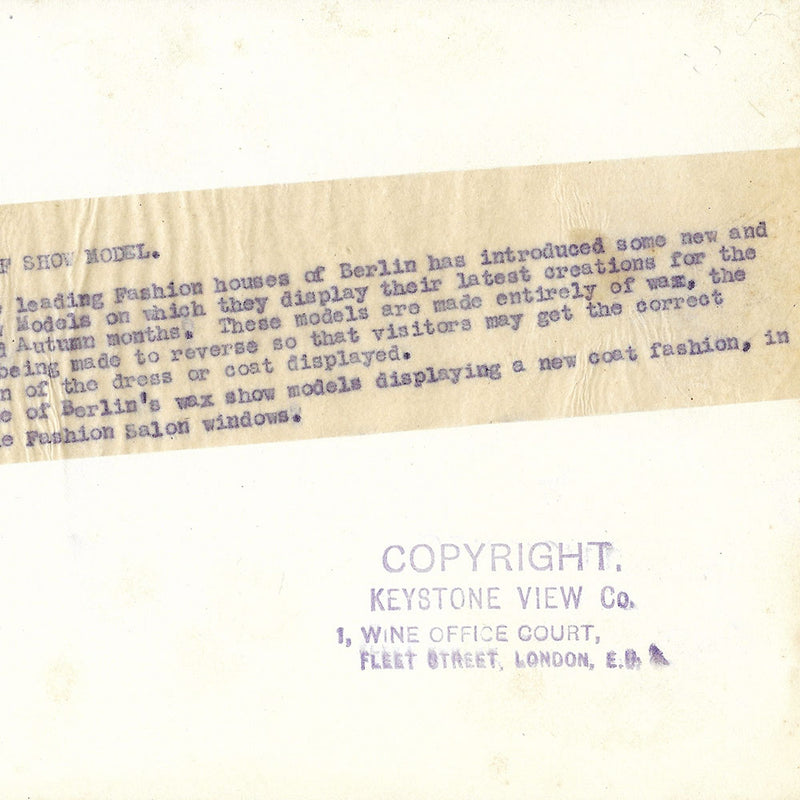 F SHOW MODEL.
leading Fashion houses of Berlin has introduced some new and
Models on which they display their latest creations for the
Autumn months. These models are made entirely of wax, the
being made to reverse so that visitors may get the correct
n of the dress or coat displayed.
e of Berlin's wax show models displaying a new coat fashion, in
e Fashion Salon windows.
COPYRIGHT.
KEYSTONE VIEW Co.
1, WINE OFFICE COURT,
FLEET STREET, LONDON, E.C.